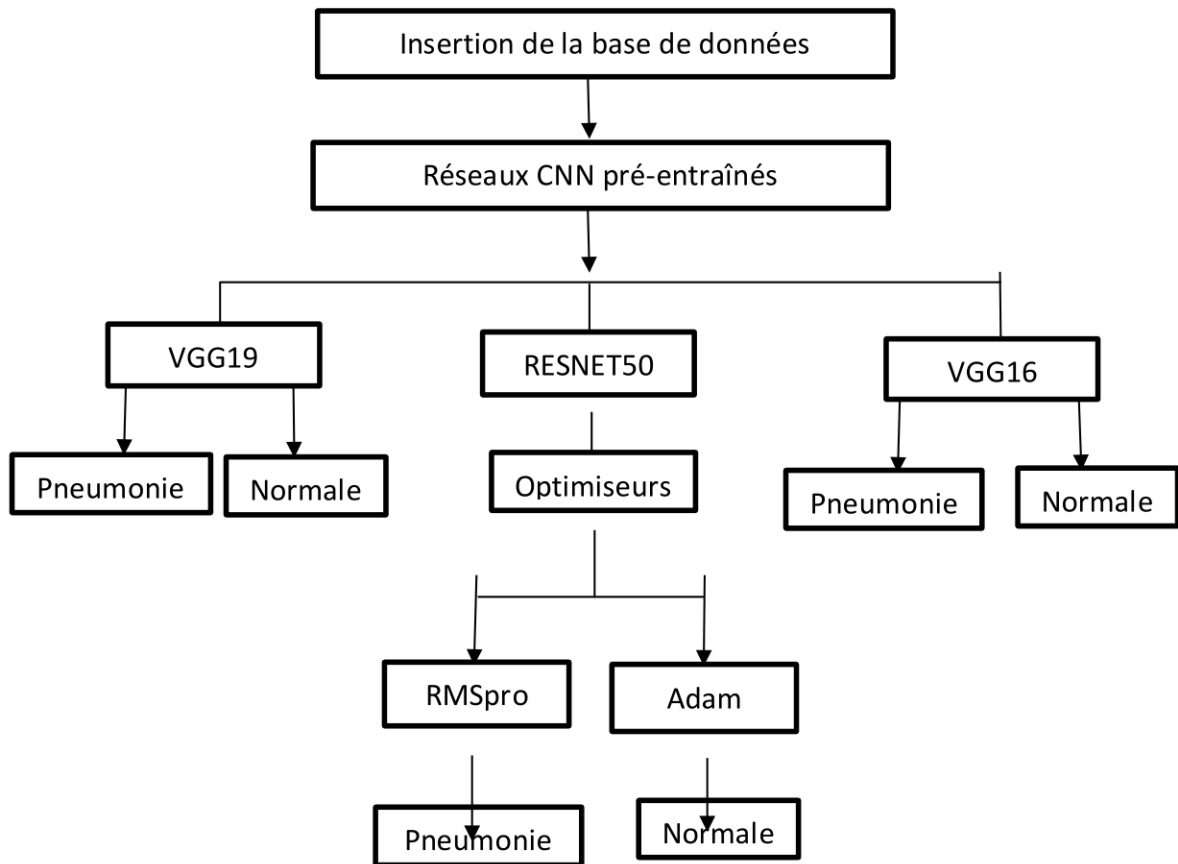 Insertion de la base de données
Réseaux CNN pré-entraînés
VGG19
RESNET50
VGG16
Pneumonie
Normale
Optimiseurs
Pneumonie
Normale
RMSpro
Adam
Pneumonie
Normale